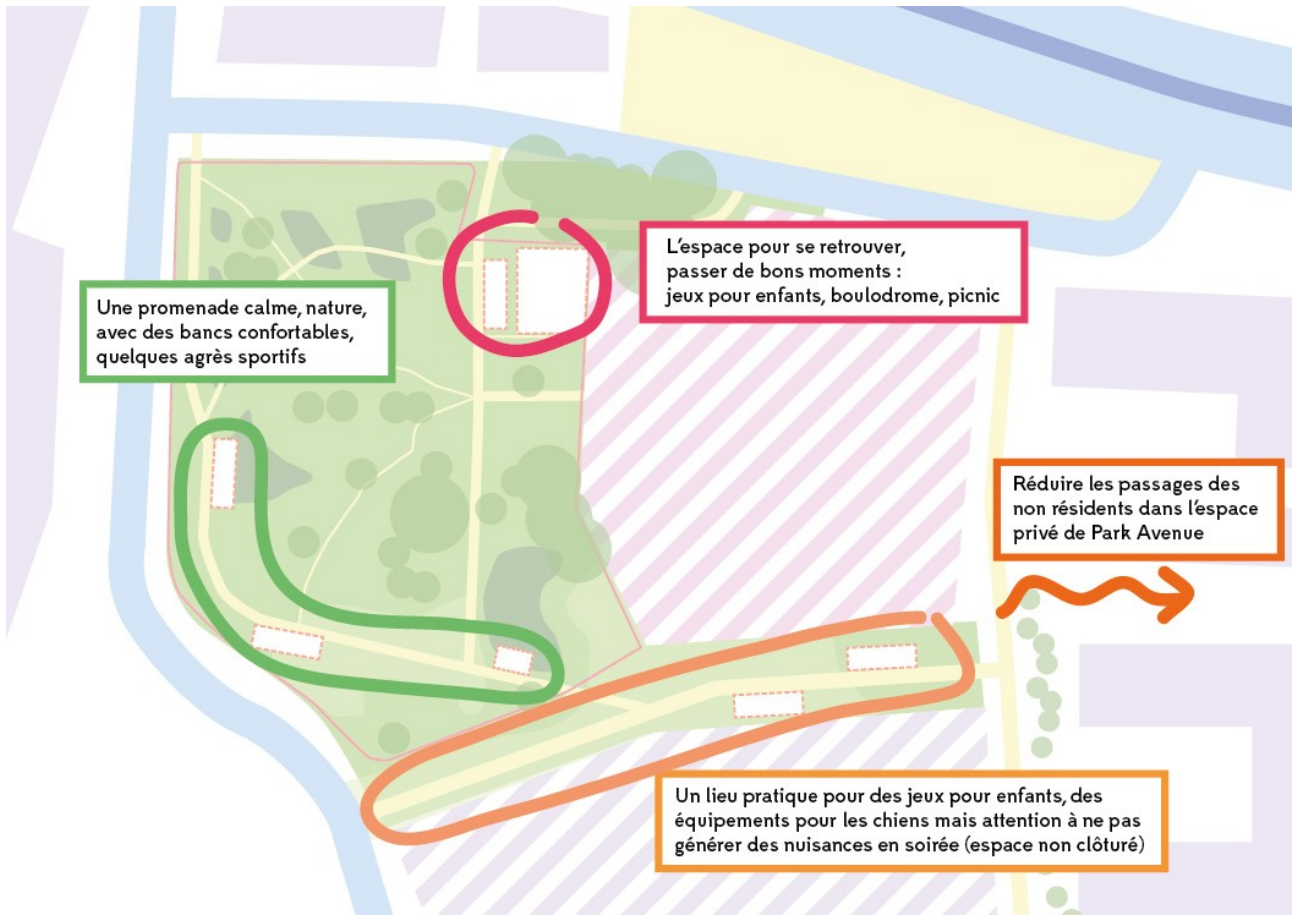 L'espace pour se retrouver,
passer de bons moments :
jeux pour enfants, boulodrome, picnic
Une promenade calme, nature,
avec des bancs confortables,
quelques agrès sportifs
Réduire les passages des
non résidents dans l'espace
privé de Park Avenue
Un lieu pratique pour des jeux pour enfants, des
équipements pour les chiens mais attention à ne pas
générer des nuisances en soirée (espace non clôturé)